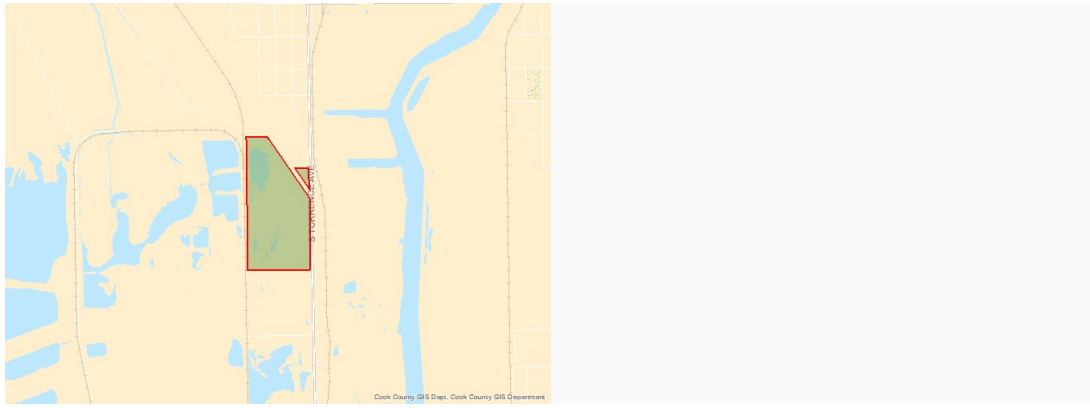 S TORRENCE AVE
Cook County GIS Dept. Cook County GIS Department